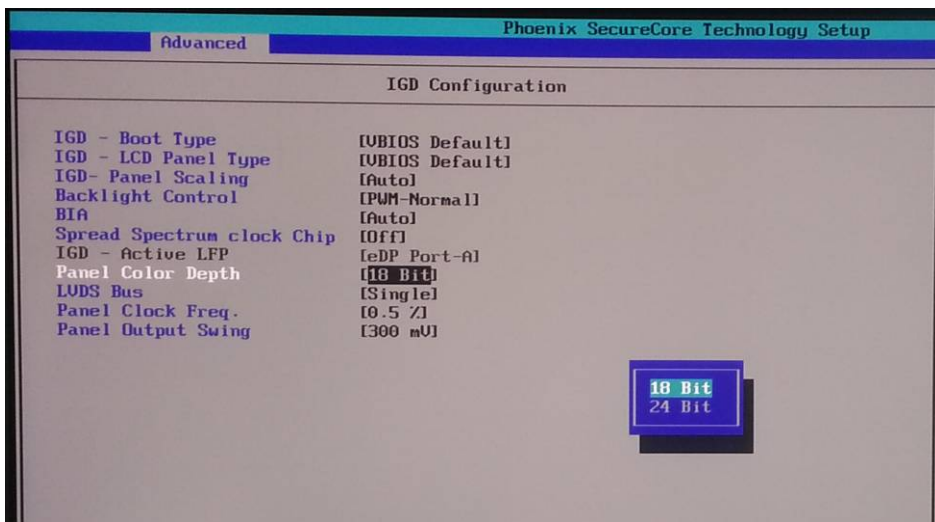 Phoenix SecureCore Technology Setup
Advanced
IGD Configuration
IGD - Boot Type [VBIOS Default]
IGD - LCD Panel Type [VBIOS Default]
IGD- Panel Scaling [Auto]
Backlight Control [PWM-Normal]
BIA [Auto]
Spread Spectrum clock Chip [Off]
IGD - Active LFP [eDP Port-A]
Panel Color Depth [18 Bit]
LVDS Bus [Single]
Panel Clock Freq. [0.5 %]
Panel Output Swing [300 mV]
18 Bit
24 Bit